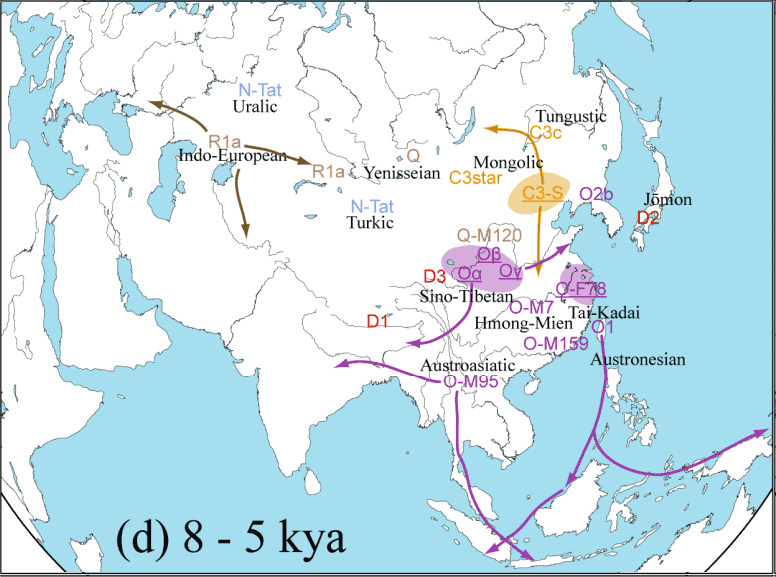 N-Tat
Uralic
Tungustic
C3c
R1a
Indo-European
Q
Mongolic
R1a
Yenisseian
C3star
C3-S
O2b
Jōmon
N-Tat
D2
Turkic
Q-M120
Oβ
D3
Oα
Oγ
Sino-Tibetan
O-F78
O-M7
Tai-Kadai
D1
Hmong-Mien
O1
O-M159
Austroasiatic
Austronesian
O-M95
(d) 8 - 5 kya